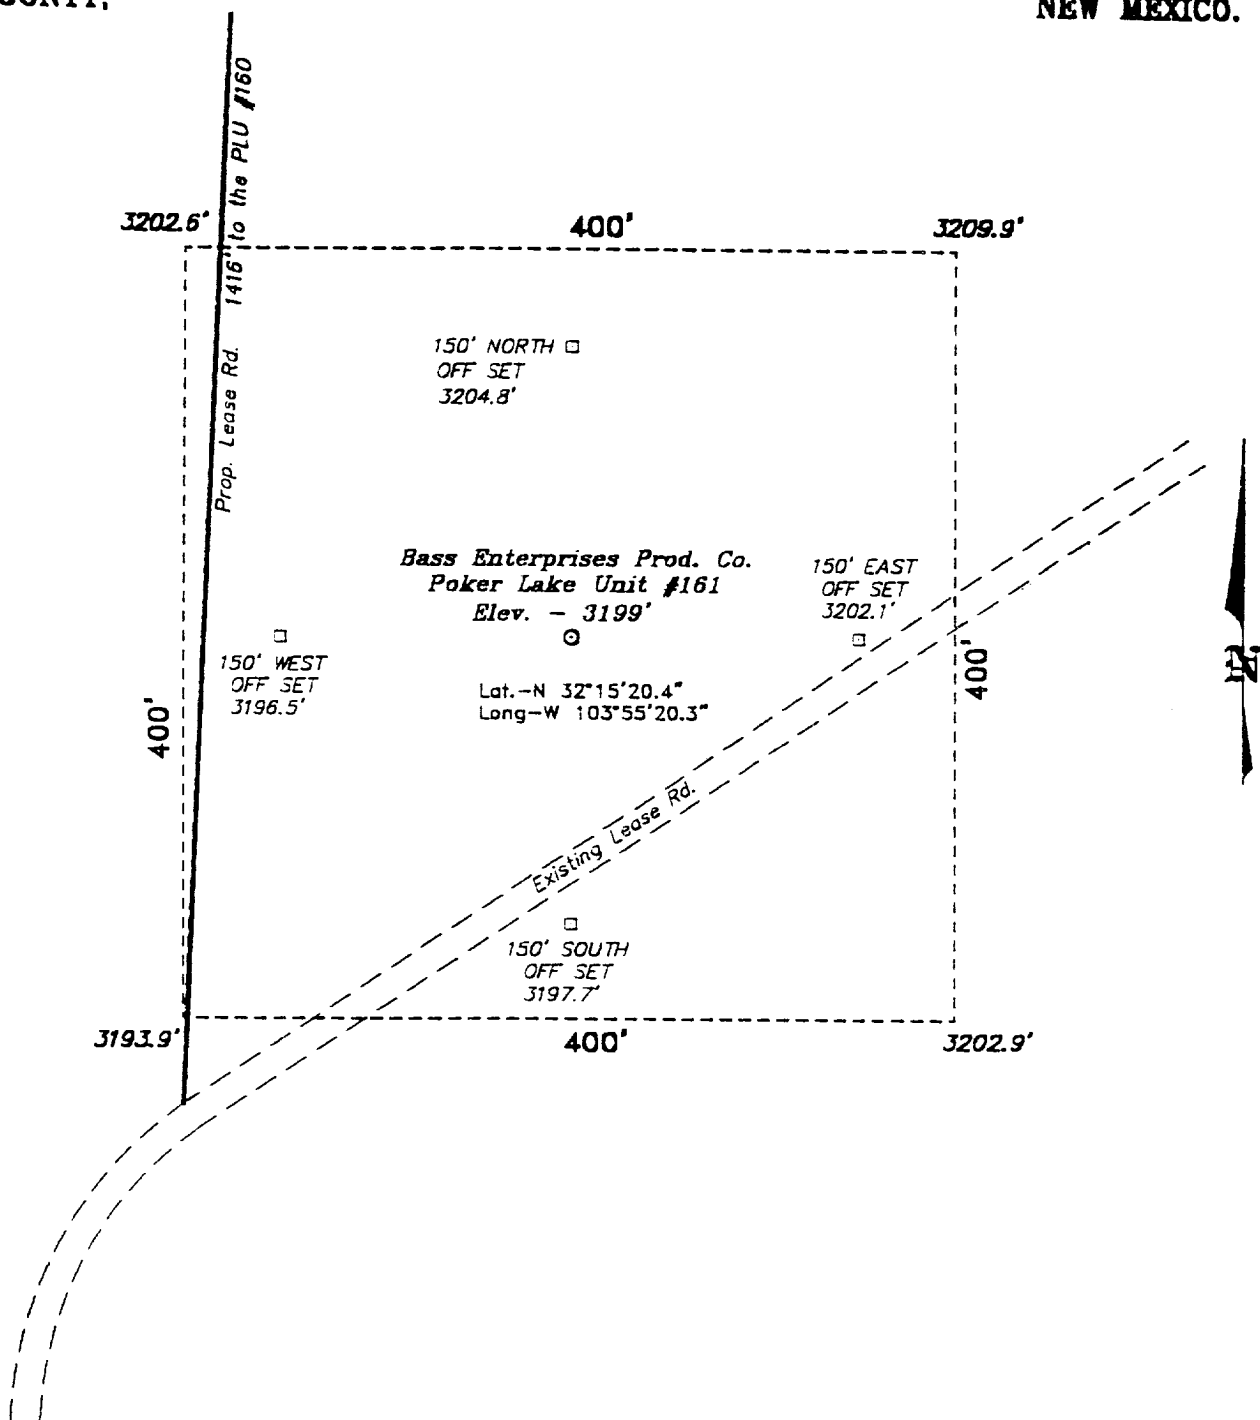 NEW MEXICO.
Prop. Lease Rd. 1416' to the PLU #160
3202.6'
400'
3209.9'
150' NORTH
OFF SET
3204.8'
Bass Enterprises Prod. Co.
Poker Lake Unit #161
Elev. - 3199'
150' EAST
OFF SET
3202.1'
150' WEST
OFF SET
3196.5'
Lat.-N 32°15'20.4"
Long-W 103°55'20.3"
400'
400'
Existing Lease Rd.
150' SOUTH
OFF SET
3197.7'
3193.9'
400'
3202.9'